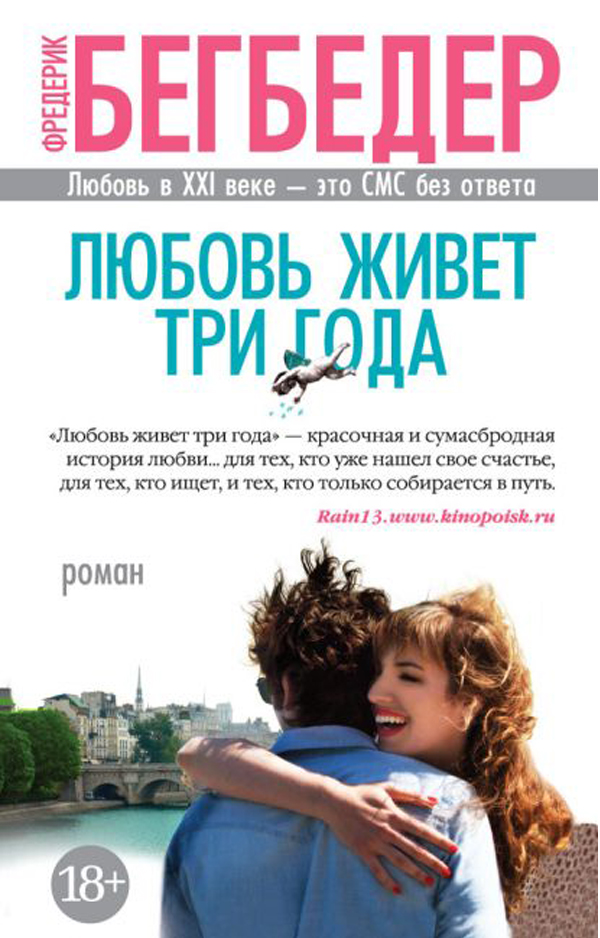 ФРЕДЕРИК
БЕГБЕДЕР
Любовь в XXI веке — это СМС без ответа
ЛЮБОВЬ ЖИВЕТ
ТРИ ГОДА
«Любовь живет три года» — красочная и сумасбродная
история любви... для тех, кто уже нашел свое счастье,
для тех, кто ищет, и тех, кто только собирается в путь.
Rain13.www.kinopoisk.ru
роман
18+